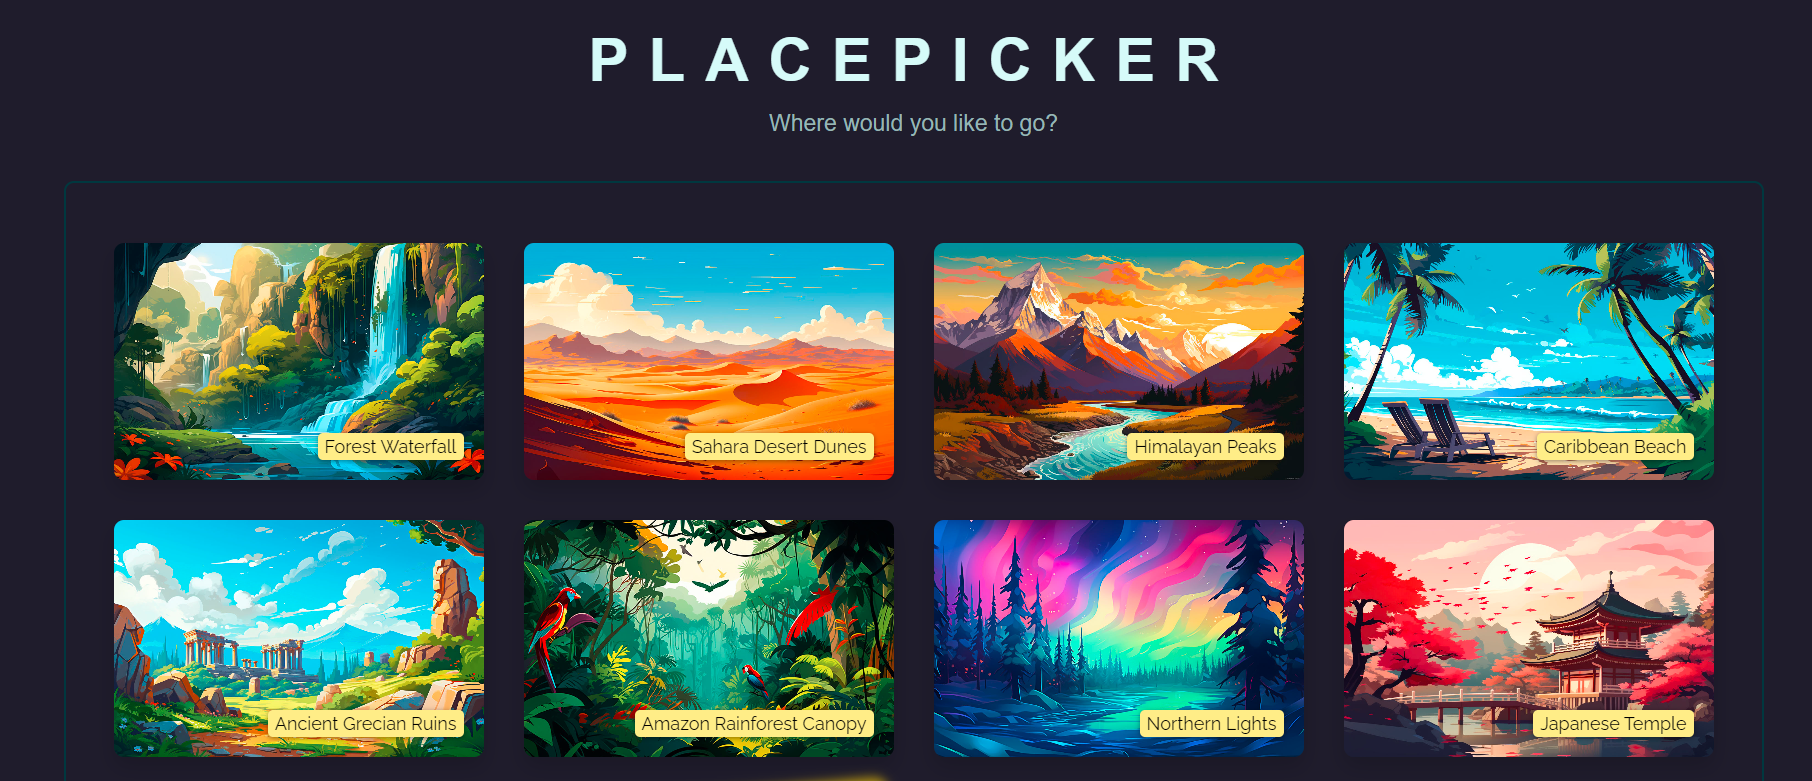 PLACEPICKER
Where would you like to go?
Forest Waterfall
Sahara Desert Dunes
Himalayan Peaks
Caribbean Beach
Ancient Grecian Ruins
Amazon Rainforest Canopy
Northern Lights
Japanese Temple